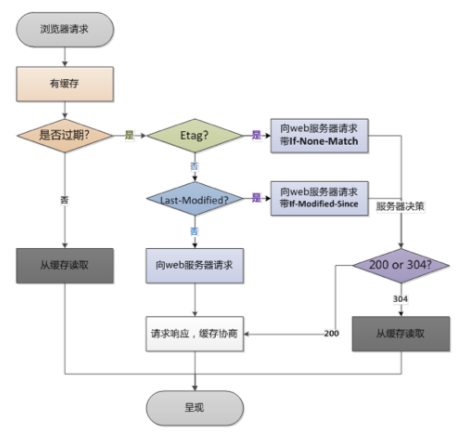 浏览器请求
有缓存
是否过期?
是
Etag?
是
向web服务器请求
带If-None-Match
否
否
Last-Modified?
是
向web服务器请求
带If-Modified-Since
服务器决策
否
从缓存读取
向web服务器请求
200 or 304?
304
请求响应，缓存协商
200
从缓存读取
呈现